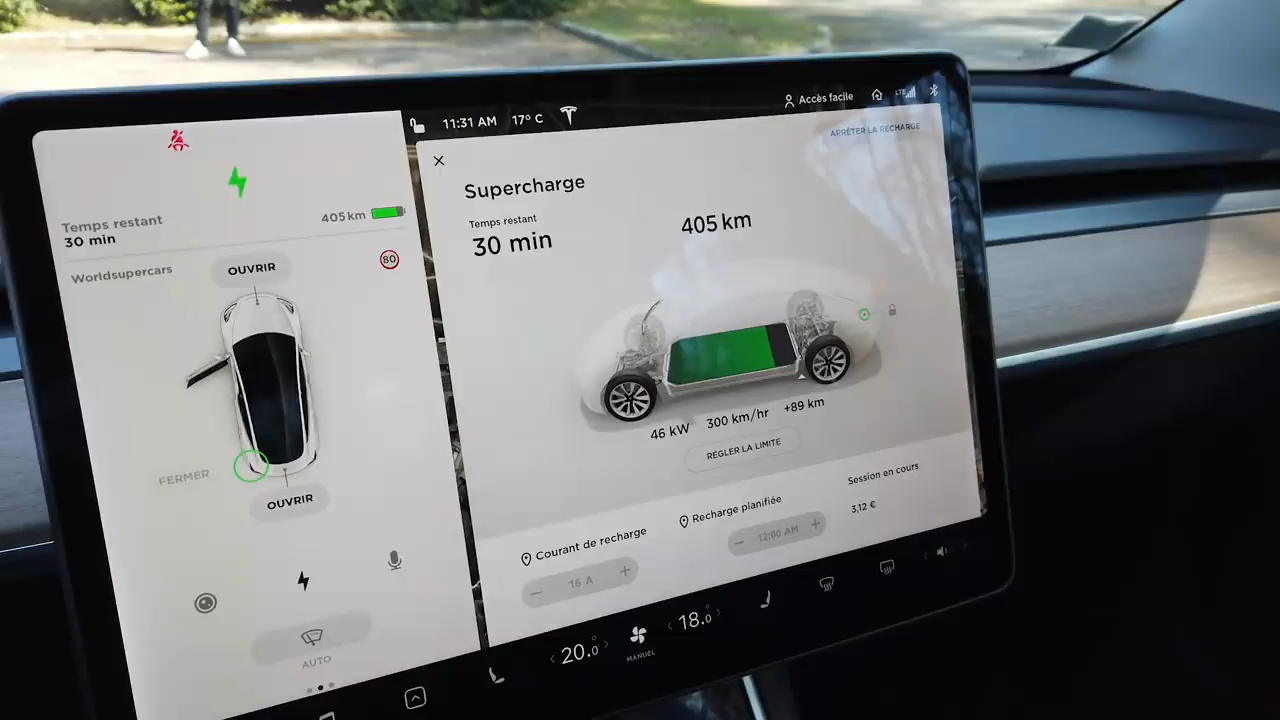 11:31 AM 17° C
Accès facile
LTE
Temps restant
30 min
405 km
Worldsupercars
80
OUVRIR
FERMER
OUVRIR
AUTO
ARRÊTER LA RECHARGE
Supercharge
Temps restant
30 min
405 km
46 kW 300 km/hr +89 km
RÉGLER LA LIMITE
Courant de recharge
16 A
Recharge planifiée
12:00 AM
Session en cours
3,12 €
20.0°
MANUEL
18.0°